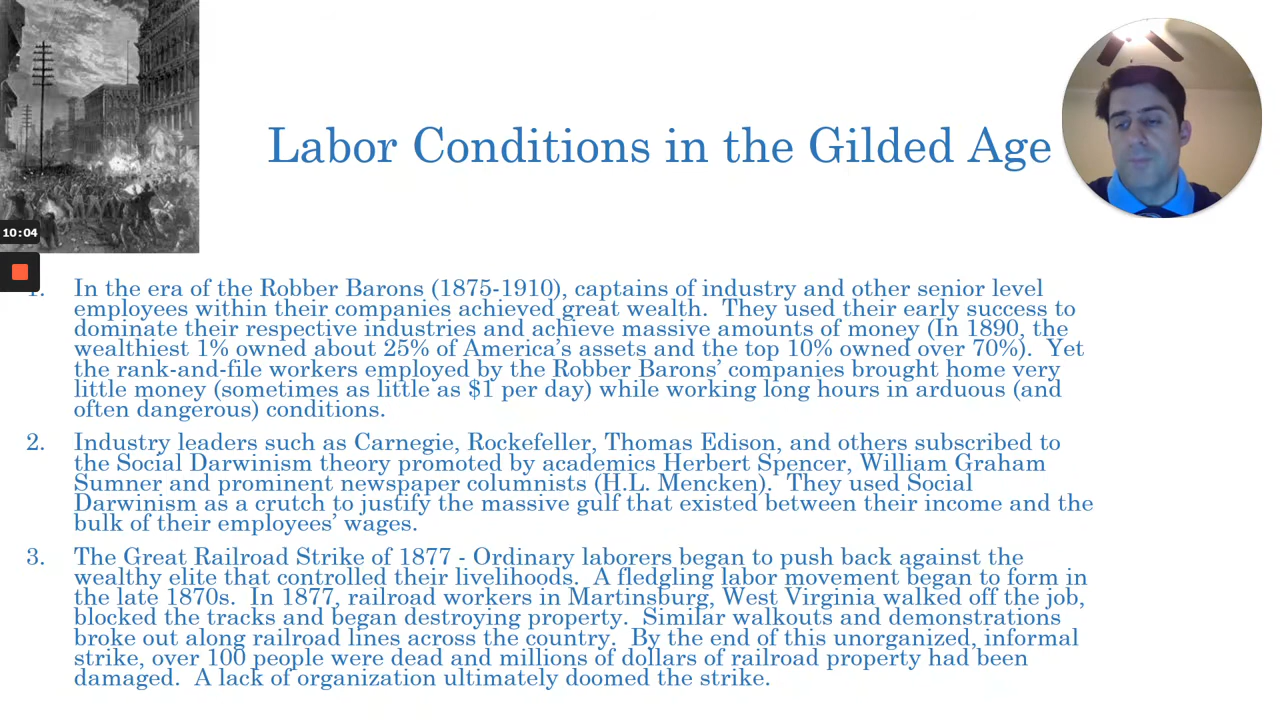 Labor Conditions in the Gilded Age
10:04
1. In the era of the Robber Barons (1875-1910), captains of industry and other senior level
employees within their companies achieved great wealth.  They used their early success to
dominate their respective industries and achieve massive amounts of money (In 1890, the
wealthiest 1% owned about 25% of America's assets and the top 10% owned over 70%).  Yet
the rank-and-file workers employed by the Robber Barons' companies brought home very
little money (sometimes as little as $1 per day) while working long hours in arduous (and
often dangerous) conditions.
2. Industry leaders such as Carnegie, Rockefeller, Thomas Edison, and others subscribed to
the Social Darwinism theory promoted by academics Herbert Spencer, William Graham
Sumner and prominent newspaper columnists (H.L. Mencken).  They used Social
Darwinism as a crutch to justify the massive gulf that existed between their income and the
bulk of their employees' wages.
3. The Great Railroad Strike of 1877 - Ordinary laborers began to push back against the
wealthy elite that controlled their livelihoods.  A fledgling labor movement began to form in
the late 1870s.  In 1877, railroad workers in Martinsburg, West Virginia walked off the job,
blocked the tracks and began destroying property.  Similar walkouts and demonstrations
broke out along railroad lines across the country.  By the end of this unorganized, informal
strike, over 100 people were dead and millions of dollars of railroad property had been
damaged.  A lack of organization ultimately doomed the strike.